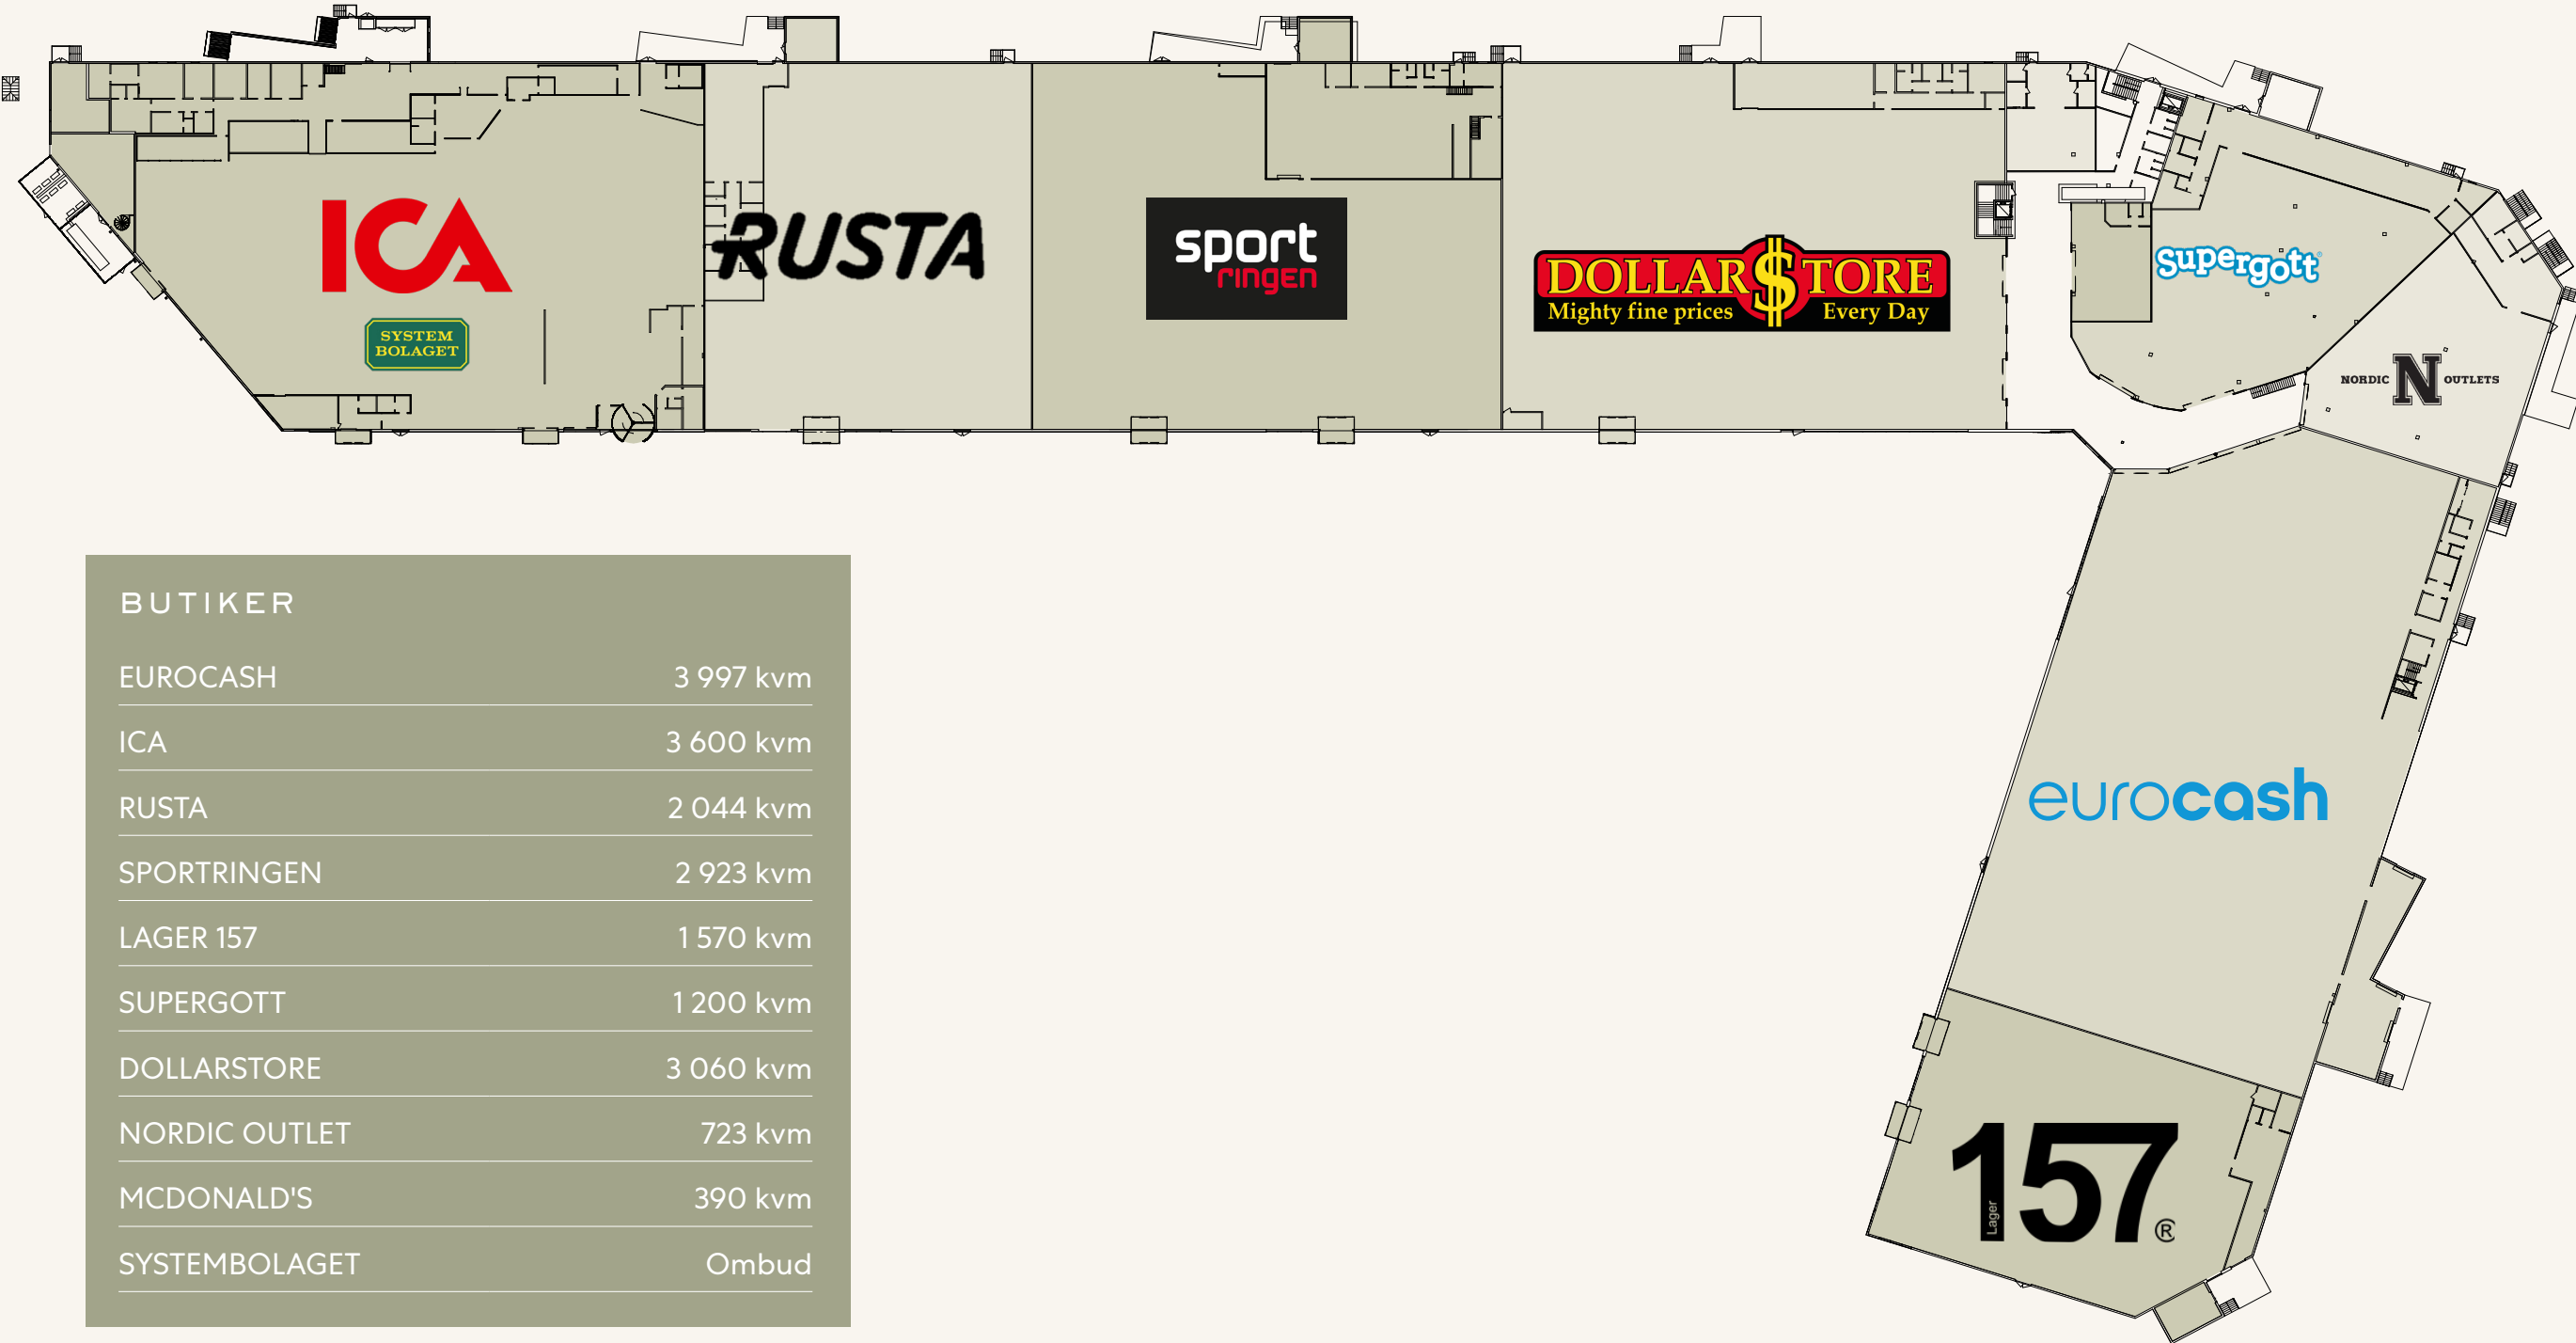 ICA
SYSTEM
BOLAGET
RUSTA
sport
ringen
DOLLAR$TORE
Mighty fine prices Every Day
supergott
NORDIC N OUTLETS
eurocash
Lager 157®
BUTIKER
EUROCASH 3 997 kvm
ICA 3 600 kvm
RUSTA 2 044 kvm
SPORTRINGEN 2 923 kvm
LAGER 157 1 570 kvm
SUPERGOTT 1 200 kvm
DOLLARSTORE 3 060 kvm
NORDIC OUTLET 723 kvm
MCDONALD'S 390 kvm
SYSTEMBOLAGET Ombud